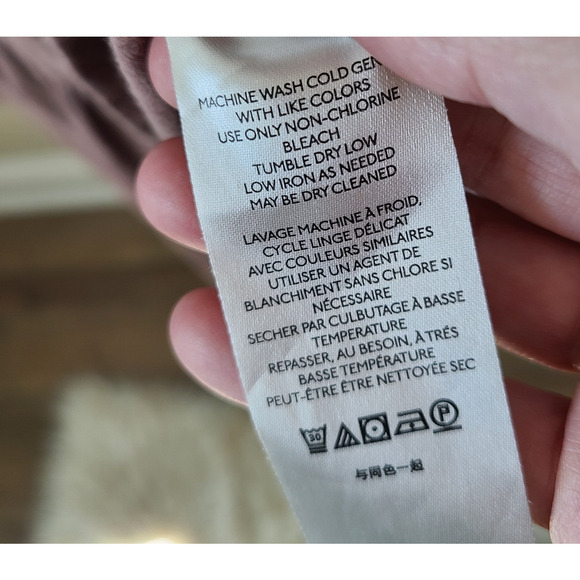 MACHINE WASH COLD GEN
WITH LIKE COLORS
USE ONLY NON-CHLORINE
BLEACH
TUMBLE DRY LOW
LOW IRON AS NEEDED
MAY BE DRY CLEANED
LAVAGE MACHINE À FROID,
CYCLE LINGE DÉLICAT
AVEC COULEURS SIMILAIRES
UTILISER UN AGENT DE
BLANCHIMENT SANS CHLORE SI
NÉCESSAIRE
SECHER PAR CULBUTAGE À BASSE
TEMPERATURE
REPASSER, AU BESOIN, À TRÉS
BASSE TEMPÉRATURE
PEUT-ÊTRE ÊTRE NETTOYÉE SEC
30 P
与同色一起